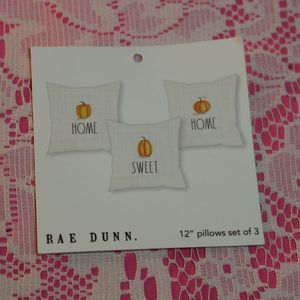 HOME
HOME
SWEET
RAE DUNN.
12" pillows set of 3